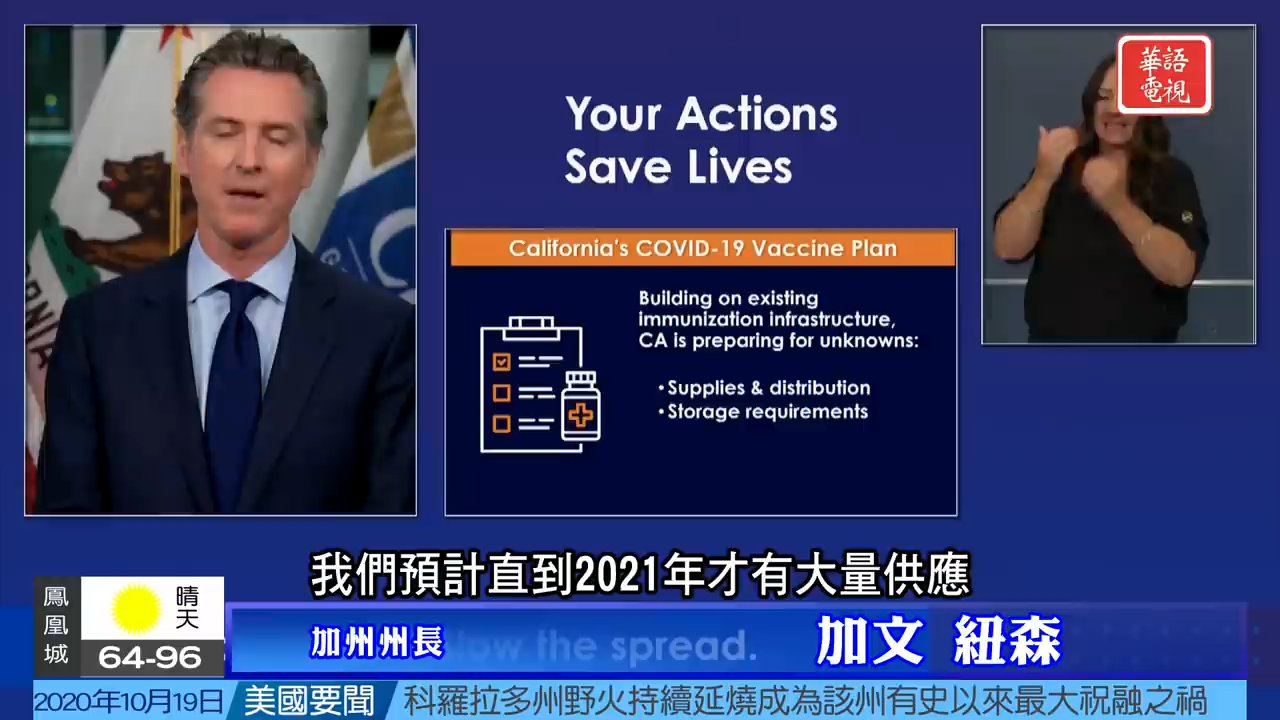 華語
電視
Your Actions
Save Lives
California's COVID-19 Vaccine Plan
Building on existing
immunization infrastructure,
CA is preparing for unknowns:
•Supplies & distribution
•Storage requirements
我們預計直到2021年才有大量供應
鳳凰城
晴天
64-96
加州州長
low the spread.
加文 紐森
2020年10月19日
美國要聞
科羅拉多州野火持續延燒成為該州有史以來最大祝融之禍